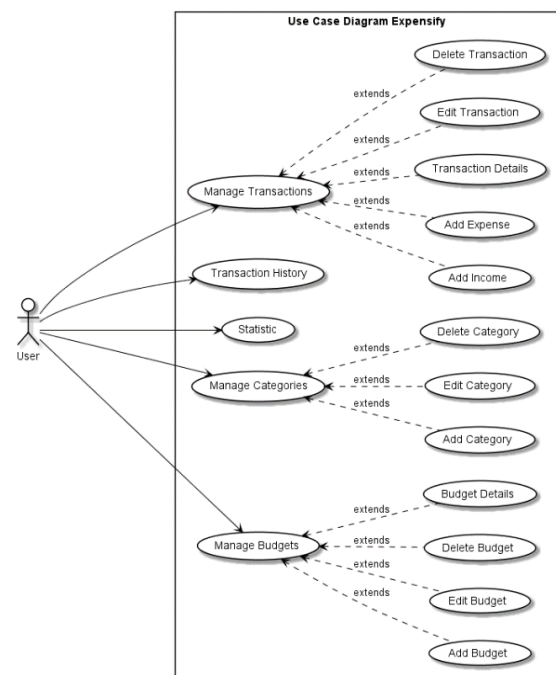 Use Case Diagram Expensify
Delete Transaction
extends
Edit Transaction
extends
Transaction Details
extends
Manage Transactions
extends
Add Expense
extends
Add Income
Transaction History
Statistic
User
Delete Category
extends
Manage Categories
extends
Edit Category
extends
Add Category
Budget Details
extends
Manage Budgets
extends
Delete Budget
extends
Edit Budget
extends
Add Budget